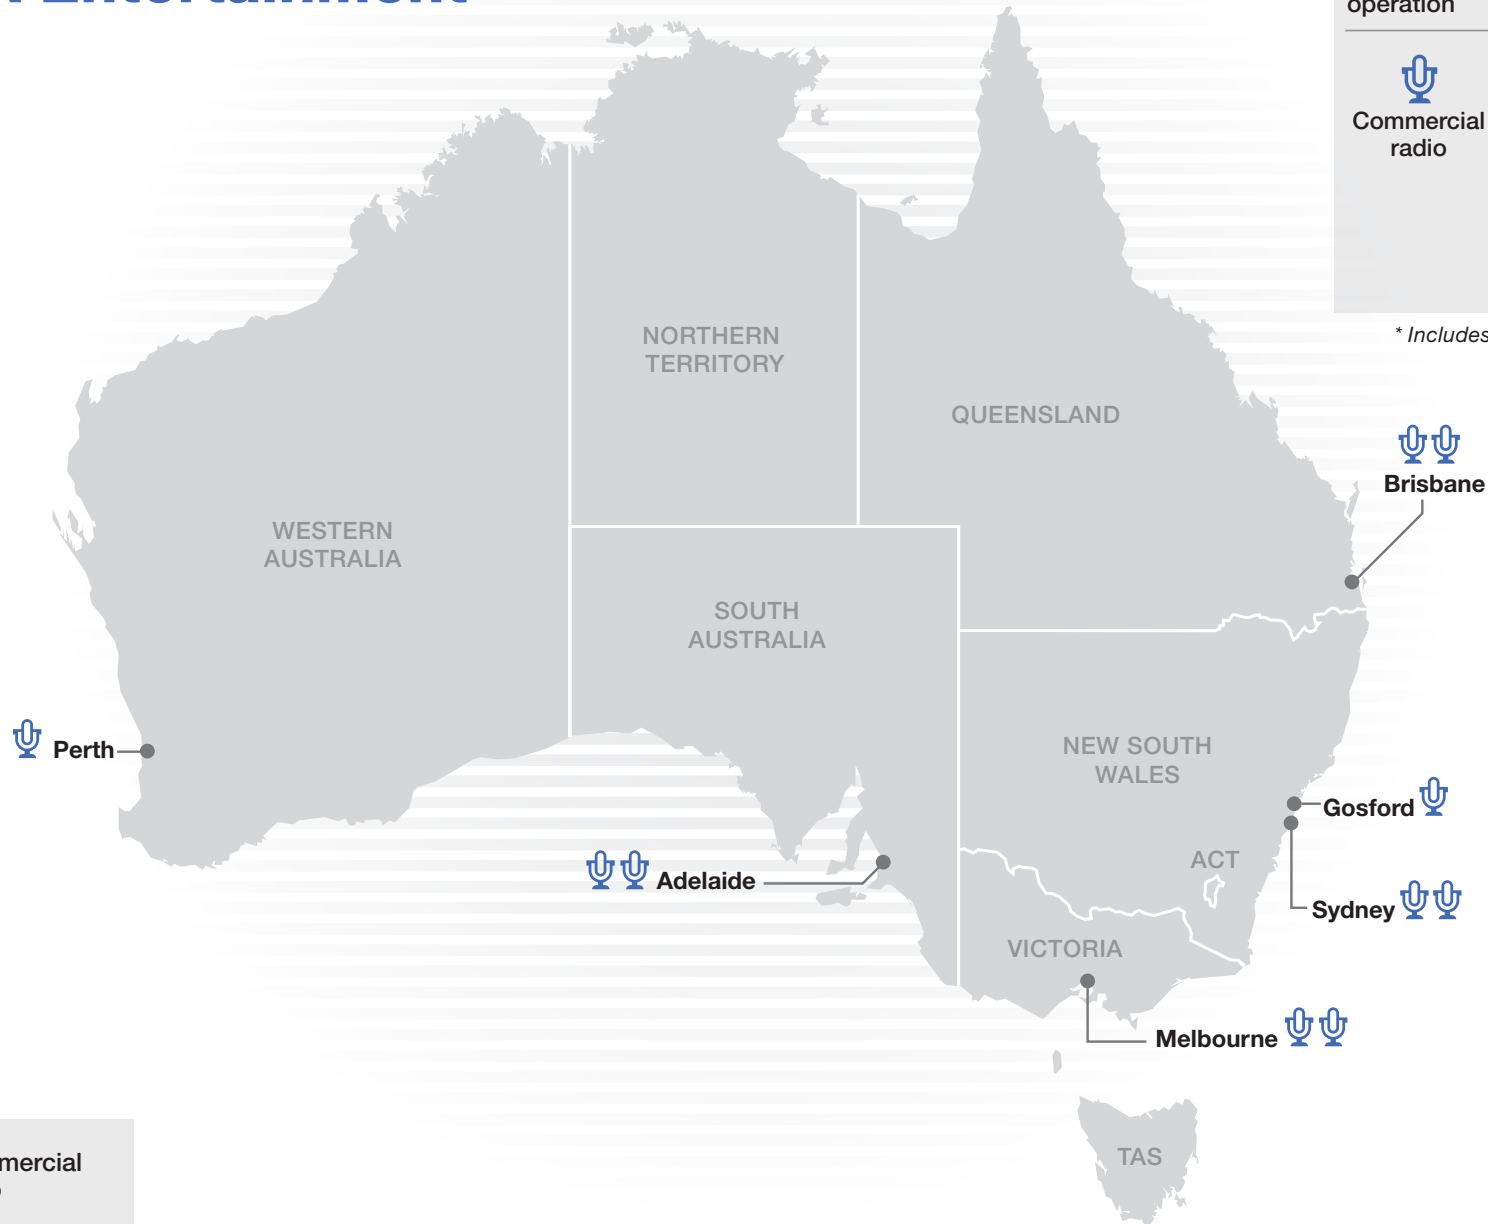 Entertainment
operation
Commercial
radio
* Includes
NORTHERN
TERRITORY
QUEENSLAND
Brisbane
WESTERN
AUSTRALIA
SOUTH
AUSTRALIA
Perth
NEW SOUTH
WALES
Gosford
ACT
Adelaide
Sydney
VICTORIA
Melbourne
TAS
mercial